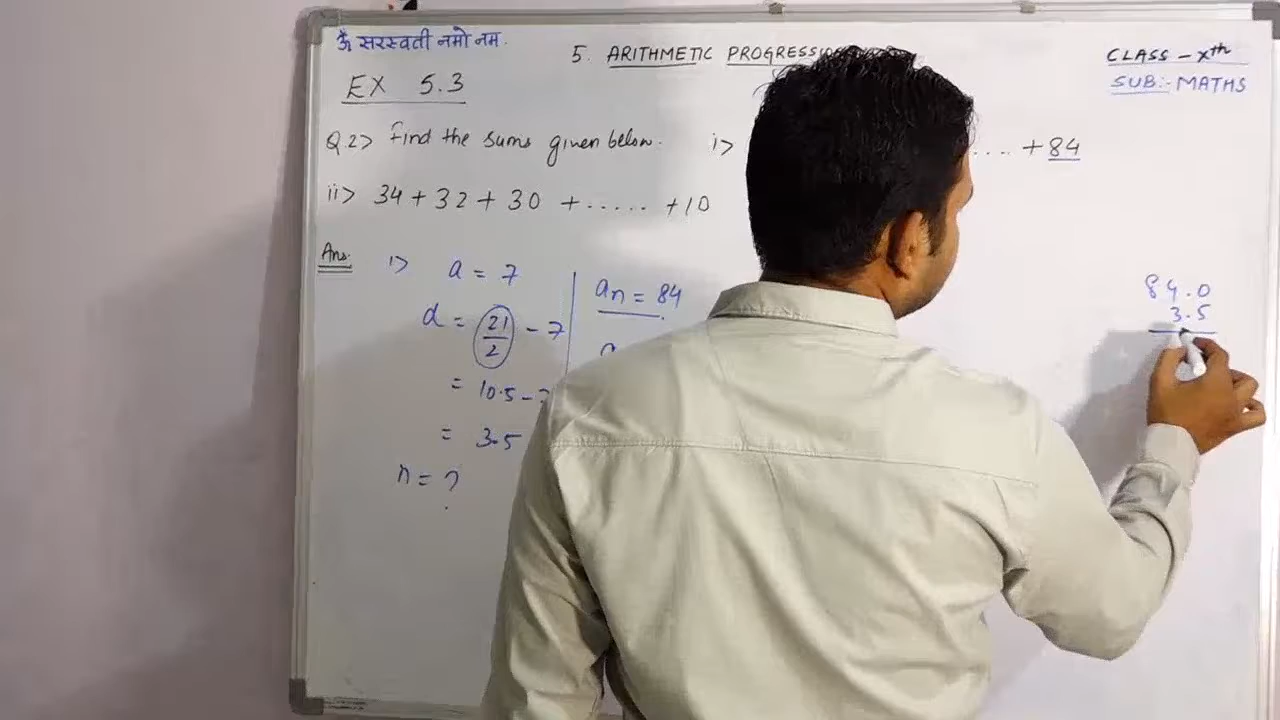 ॐ सरस्वती नमो नम.
5. ARITHMETIC
CLASS - Xth
SUB:- MATHS
EX 5.3
Q.2> Find the sums given below. i> .... + 84
ii> 34 + 32 + 30 + ..... + 10
Ans. i> a = 7
d = 21/2 - 7
= 10.5 -
= 3.5
n = ?
an = 84
84.0
3.5